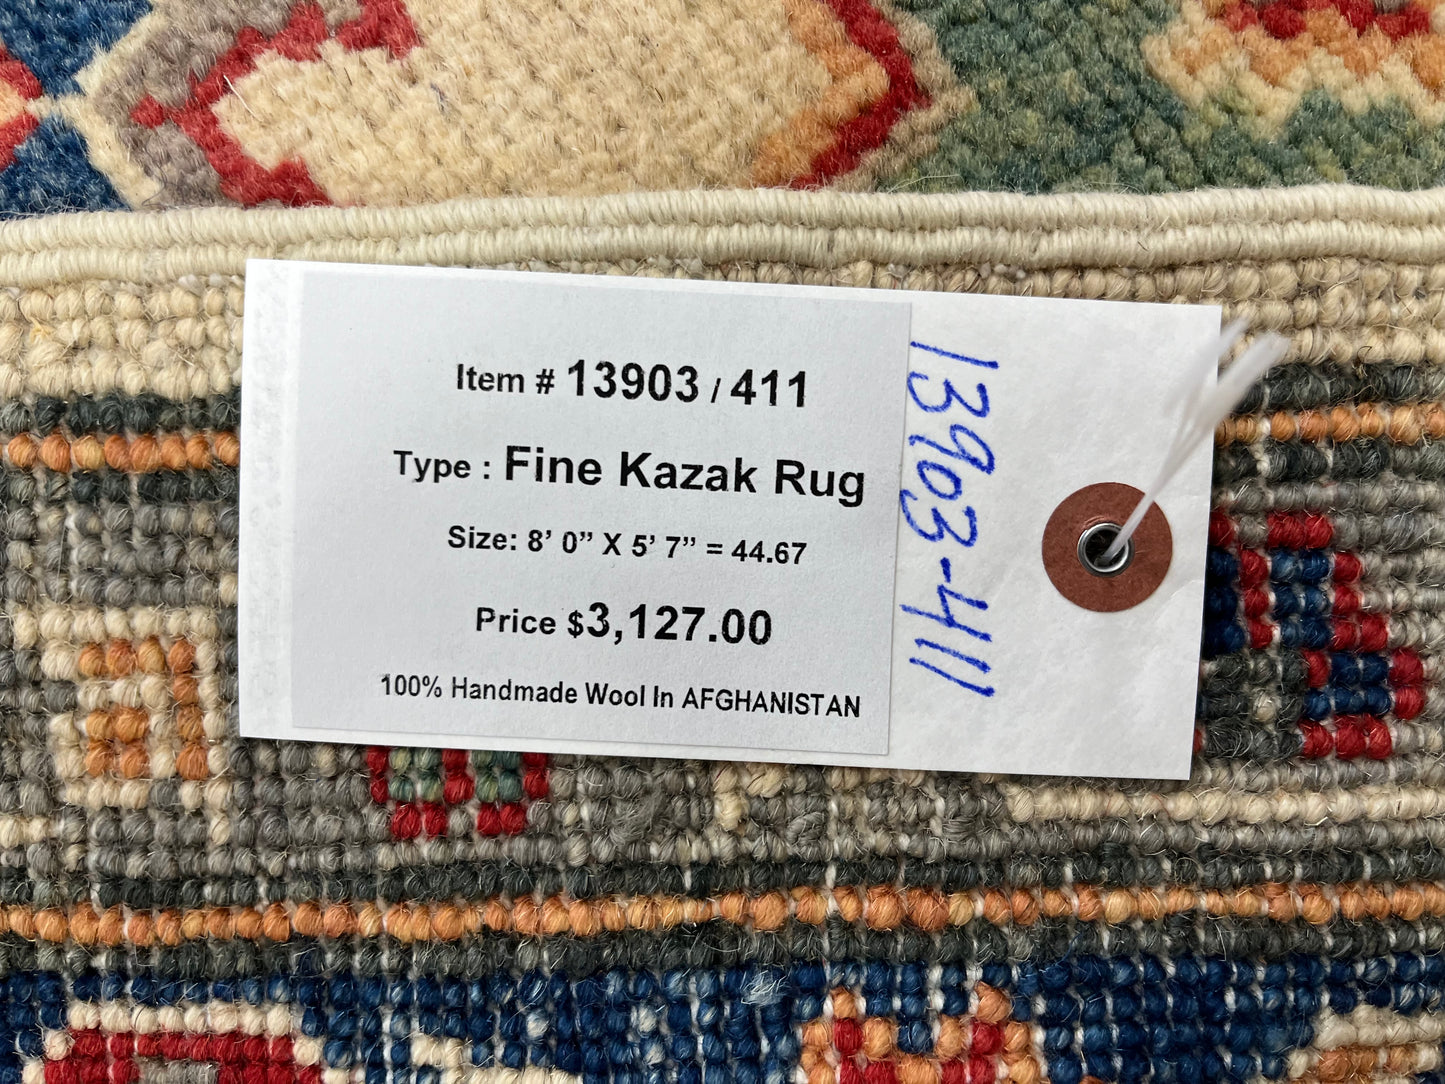 Item # 13903 / 411
Type : Fine Kazak Rug
Size: 8’ 0” X 5’ 7” = 44.67
Price $3,127.00
100% Handmade Wool In AFGHANISTAN
13903-411